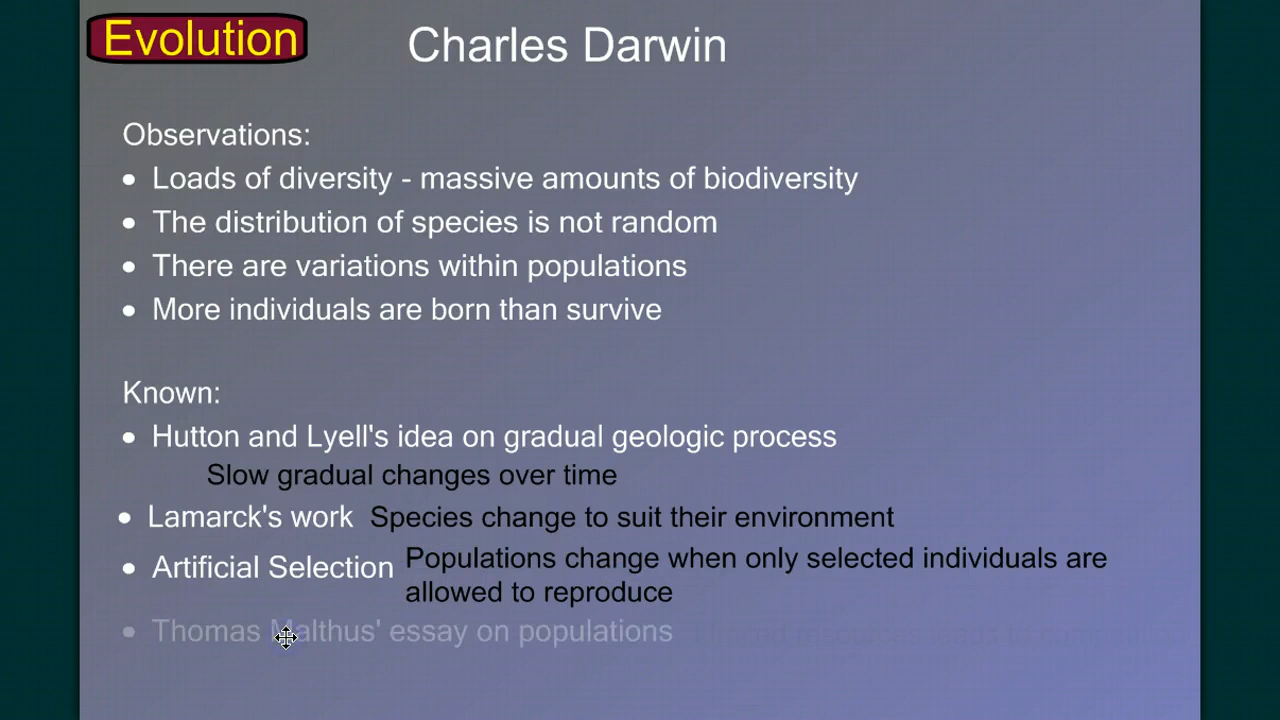 Evolution
Charles Darwin
Observations:
• Loads of diversity - massive amounts of biodiversity
• The distribution of species is not random
• There are variations within populations
• More individuals are born than survive
Known:
• Hutton and Lyell's idea on gradual geologic process
Slow gradual changes over time
• Lamarck's work Species change to suit their environment
• Artificial Selection Populations change when only selected individuals are
allowed to reproduce
• Thomas Malthus' essay on populations